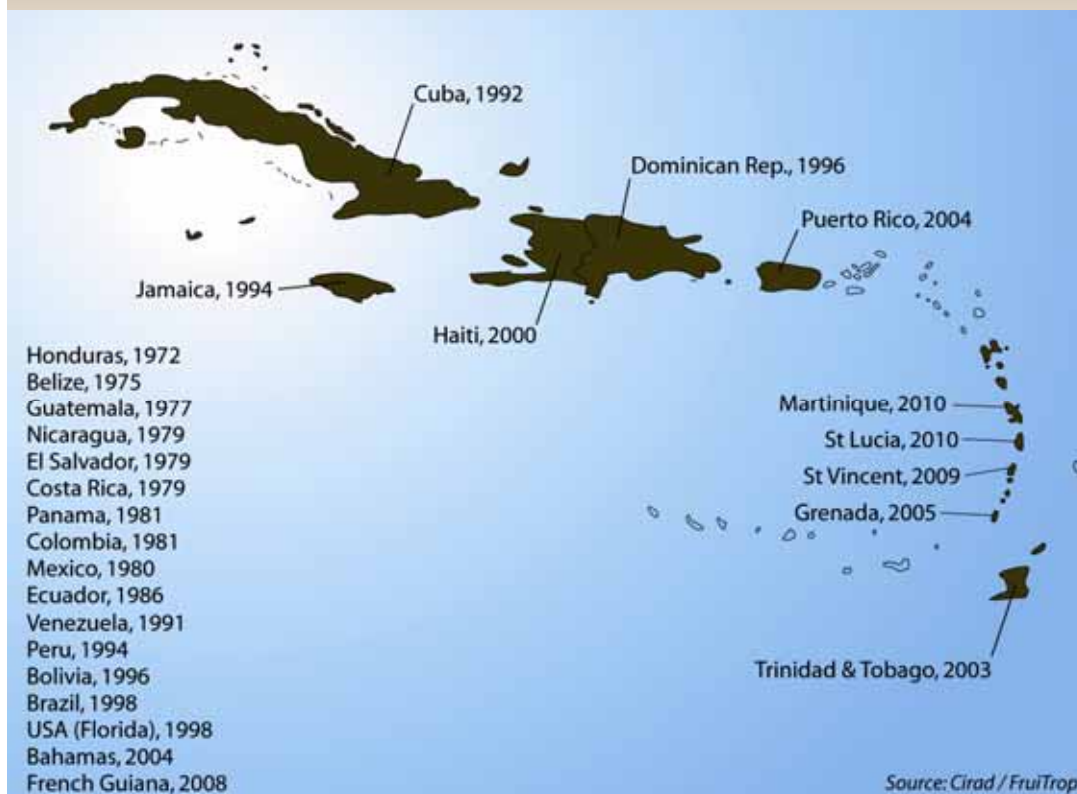 Cuba, 1992
Dominican Rep., 1996
Puerto Rico, 2004
Jamaica, 1994
Haiti, 2000
Honduras, 1972
Belize, 1975
Guatemala, 1977
Nicaragua, 1979
El Salvador, 1979
Costa Rica, 1979
Panama, 1981
Colombia, 1981
Mexico, 1980
Ecuador, 1986
Venezuela, 1991
Peru, 1994
Bolivia, 1996
Brazil, 1998
USA (Florida), 1998
Bahamas, 2004
French Guiana, 2008
Martinique, 2010
St Lucia, 2010
St Vincent, 2009
Grenada, 2005
Trinidad & Tobago, 2003
Source: Cirad / FruiTrop